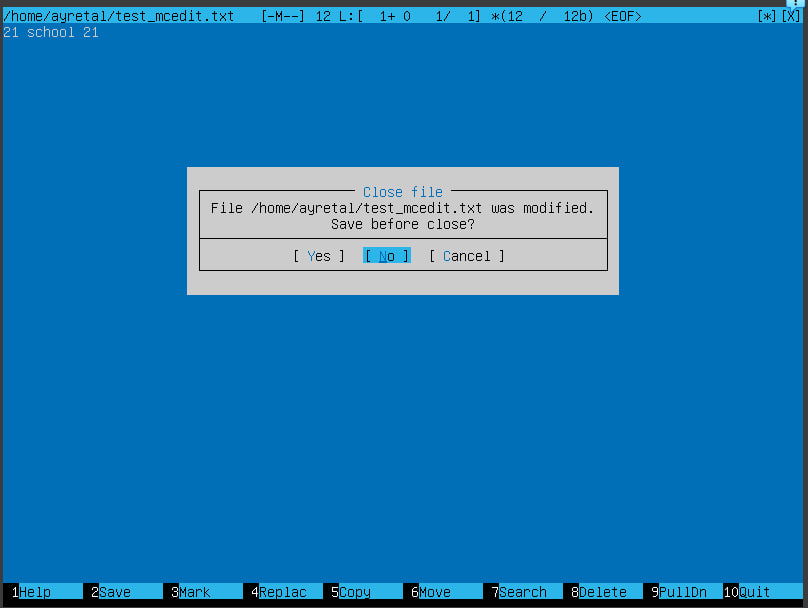 /home/ayretal/test_mcedit.txt [-M--] 12 L:[ 1+ 0 1/ 1] *(12 / 12b) <EOF> [*][X]
21 school 21
Close file
File /home/ayretal/test_mcedit.txt was modified.
Save before close?
[ Yes ] [ No ] [ Cancel ]
1Help 2Save 3Mark 4Replac 5Copy 6Move 7Search 8Delete 9PullDn 10Quit